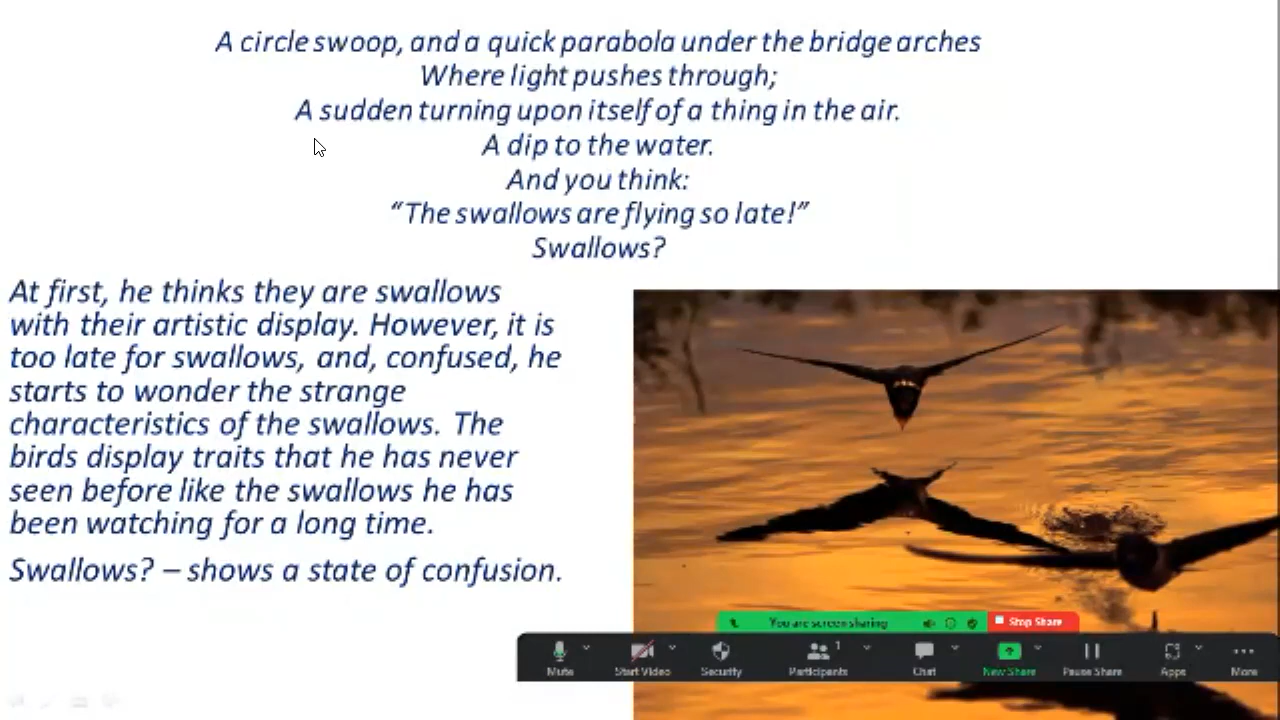 A circle swoop, and a quick parabola under the bridge arches
Where light pushes through;
A sudden turning upon itself of a thing in the air.
A dip to the water.
And you think:
“The swallows are flying so late!”
Swallows?
At first, he thinks they are swallows
with their artistic display. However, it is
too late for swallows, and, confused, he
starts to wonder the strange
characteristics of the swallows. The
birds display traits that he has never
seen before like the swallows he has
been watching for a long time.
Swallows? – shows a state of confusion.
You are screen sharing
Stop Share
Mute
Start Video
Security
Participants
1
Chat
New Share
Pause Share
Apps
More